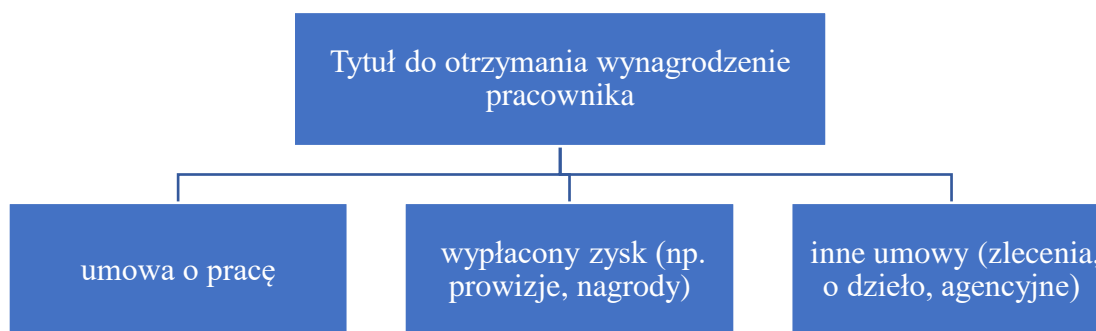 Tytuł do otrzymania wynagrodzenie
pracownika
umowa o pracę
wypłacony zysk (np.
prowizje, nagrody)
inne umowy (zlecenia,
o dzieło, agencyjne)